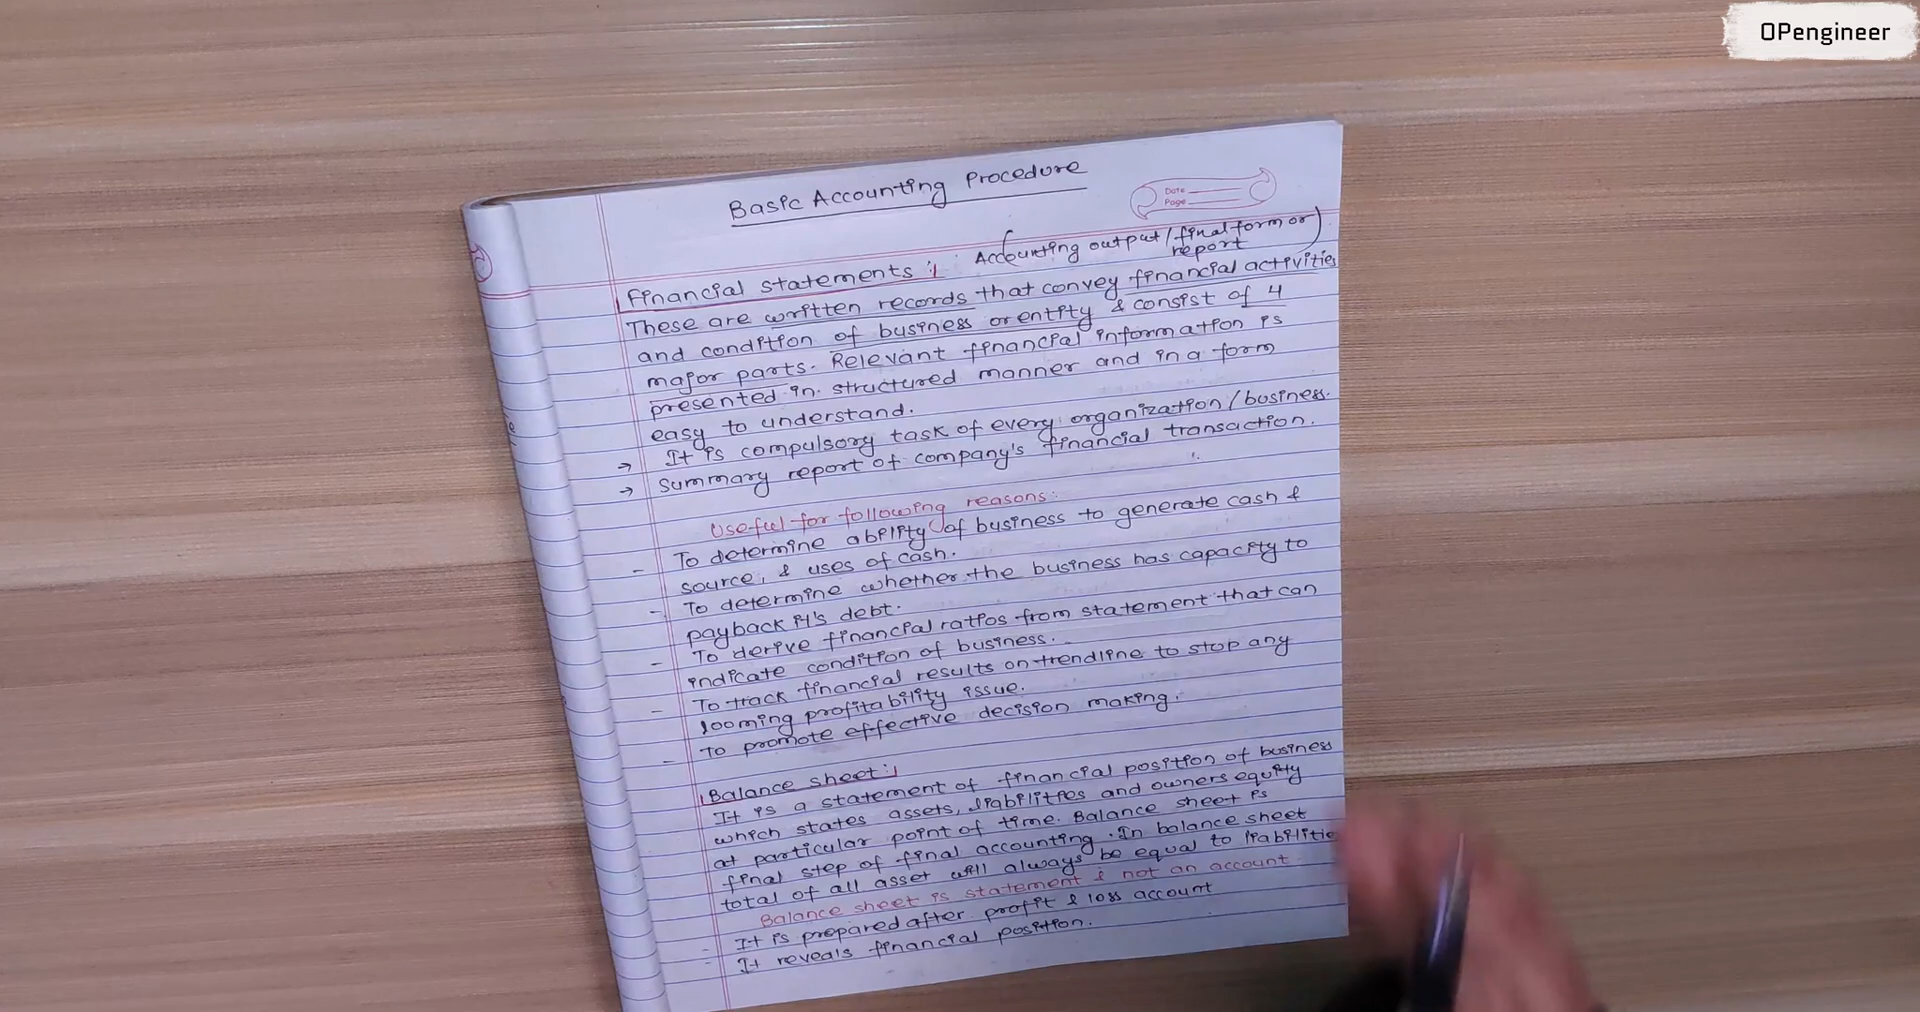 OPengineer
Basic Accounting Procedure
Date
Page
(Accounting output/final form or)
report
Financial statements :
These are written records that convey financial activities
and condition of business or entity & consist of 4
major parts. Relevant financial information is
presented in structured manner and in a form
easy to understand.
→ It is compulsory task of every organization/business.
→ Summary report of company's financial transaction.
Useful for following reasons:
- To determine ability of business to generate cash &
source, & uses of cash.
- To determine whether the business has capacity to
payback it's debt.
- To derive financial ratios from statement that can
indicate condition of business.
- To track financial results on trendline to stop any
looming profitability issue.
- To promote effective decision making.
Balance sheet :
It is a statement of financial position of business
which states assets, liabilities and owners equity
at particular point of time. Balance sheet is
final step of final accounting. In balance sheet
total of all asset will always be equal to liabilitie
Balance sheet is statement & not an account
- It is prepared after profit & loss account
- It reveals financial position.